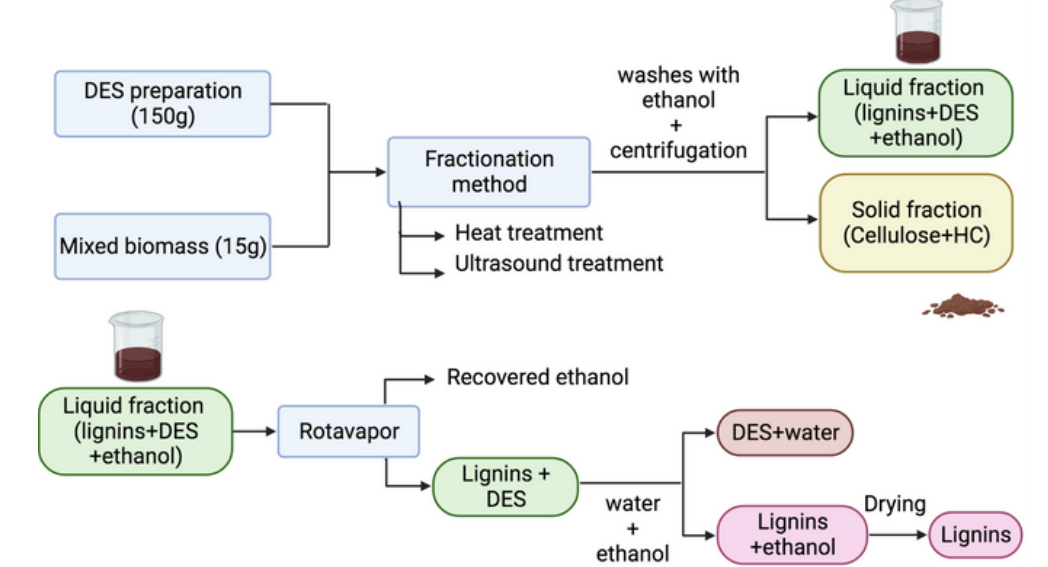 DES preparation
(150g)
Mixed biomass (15g)
Fractionation
method
Heat treatment
Ultrasound treatment
washes with
ethanol
+
centrifugation
Liquid fraction
(lignins+DES
+ethanol)
Solid fraction
(Cellulose+HC)
Liquid fraction
(lignins+DES
+ethanol)
Rotavapor
Recovered ethanol
Lignins +
DES
water
+
ethanol
DES+water
Lignins
+ethanol
Drying
Lignins